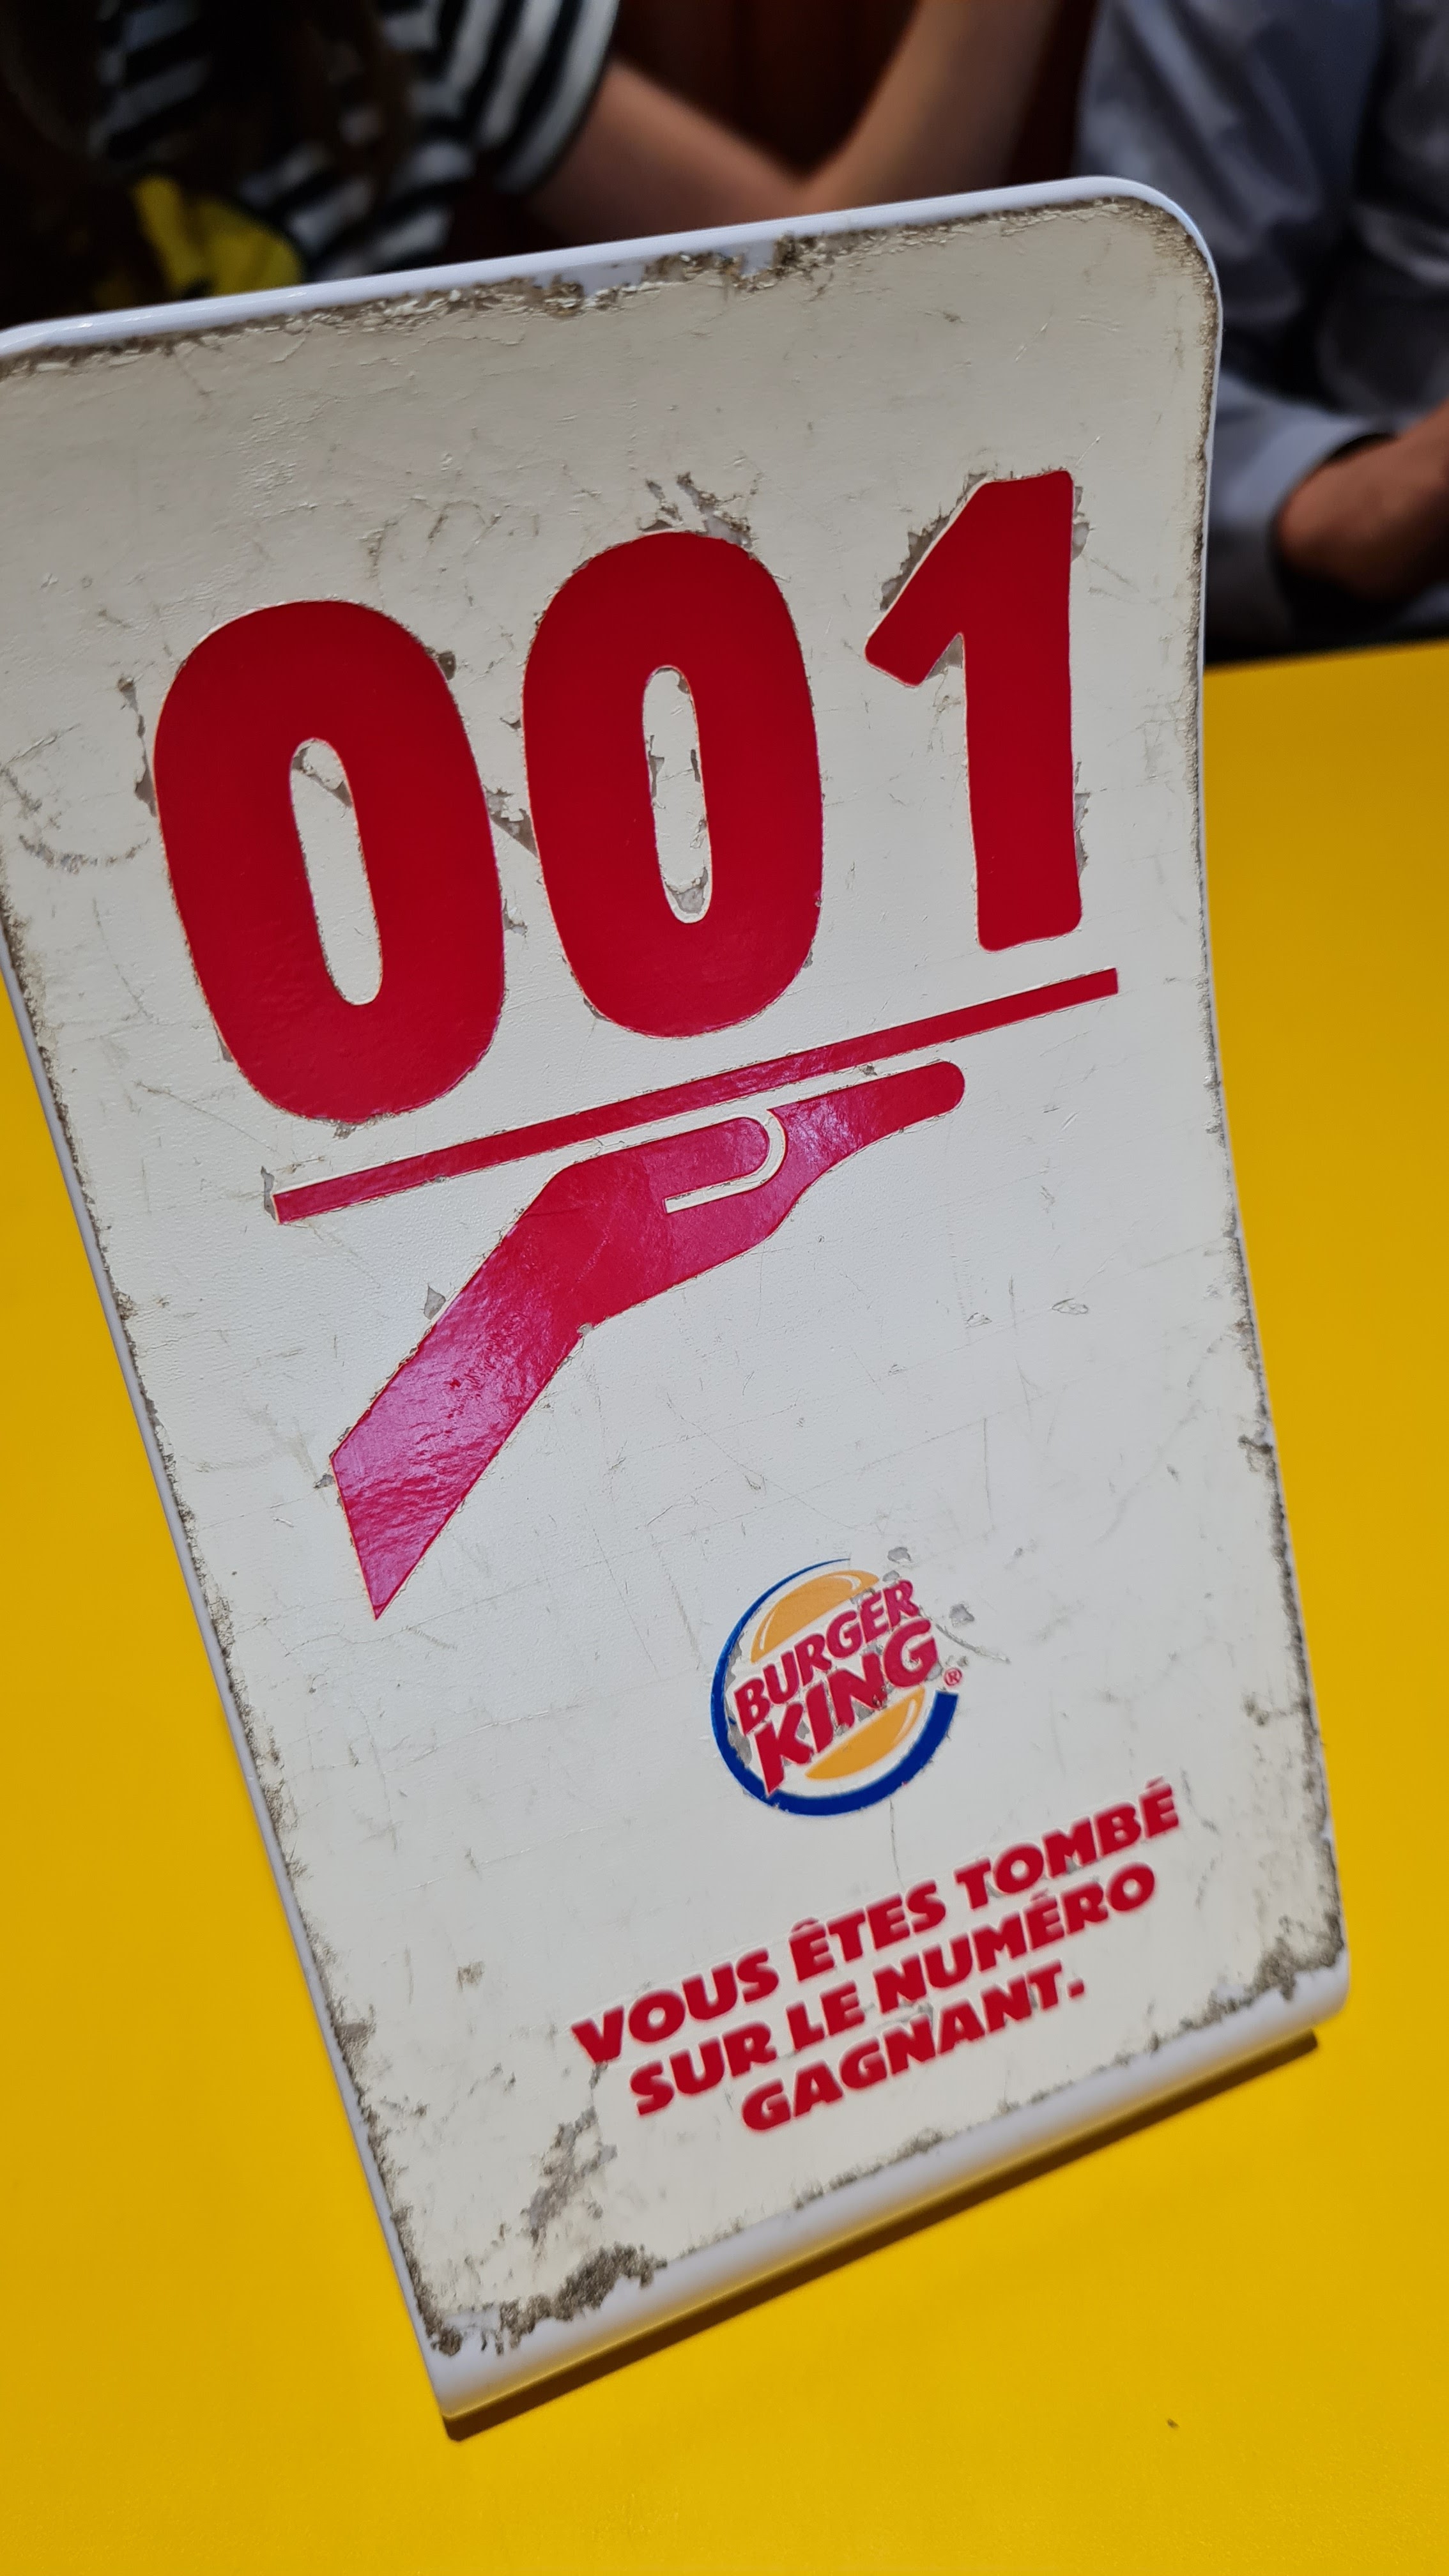 001
BURGER
KING®
VOUS ÊTES TOMBÉ
SUR LE NUMÉRO
GAGNANT.